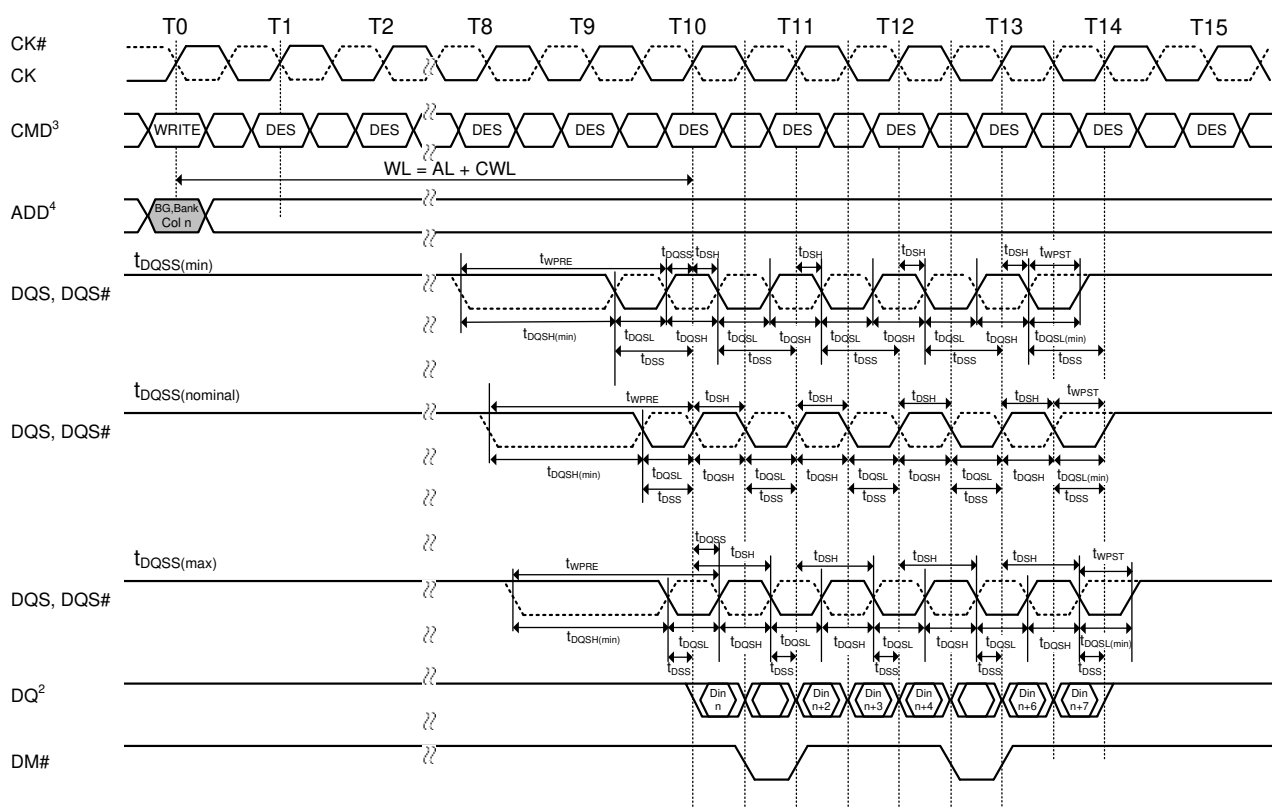 T0 T1 T2 T8 T9 T10 T11 T12 T13 T14 T15
CK#
CK
CMD3 WRITE DES DES DES DES DES DES DES DES DES DES
WL = AL + CWL
ADD4 BG,Bank
Col n
tDQSS(min) tWPRE tDQSS tDSH tDSH tDSH tDSH tWPST
DQS, DQS#
tDQSH(min) tDQSL tDQSH tDQSL tDQSH tDQSL tDQSH tDQSL tDQSH tDQSL(min)
tDSS tDSS tDSS tDSS tDSS
tDQSS(nominal) tWPRE tDSH tDSH tDSH tDSH tWPST
DQS, DQS#
tDQSH(min) tDQSL tDQSH tDQSL tDQSH tDQSL tDQSH tDQSL tDQSH tDQSL(min)
tDSS tDSS tDSS tDSS tDSS
tDQSS
tDQSS(max) tWPRE tDSH tDSH tDSH tDSH tWPST
DQS, DQS#
tDQSH(min) tDQSL tDQSH tDQSL tDQSH tDQSL tDQSH tDQSL tDQSH tDQSL(min)
tDSS tDSS tDSS tDSS tDSS
DQ2 Din
n Din
n+2 Din
n+3 Din
n+4 Din
n+6 Din
n+7
DM#